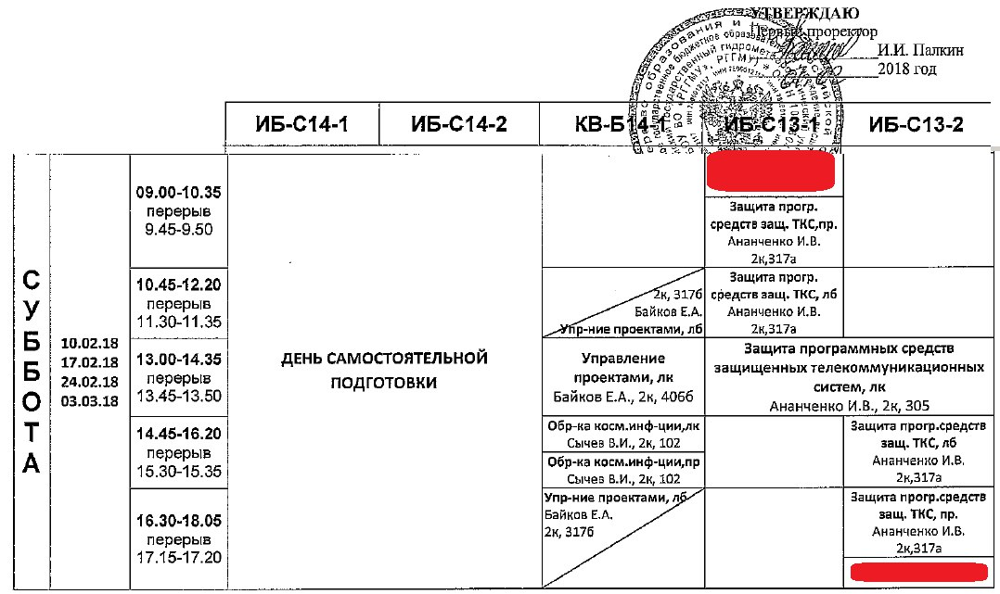 УТВЕРЖДАЮ
Первый проректор
И.И. Палкин
2018 год
ИБ-С14-1
ИБ-С14-2
КВ-Б14-1
ИБ-С13-1
ИБ-С13-2
СУББОТА
10.02.18
17.02.18
24.02.18
03.03.18
09.00-10.35
перерыв
9.45-9.50
Защита прогр.
средств защ. ТКС,пр.
Ананченко И.В.
2к,317а
10.45-12.20
перерыв
11.30-11.35
2к, 317б
Байков Е.А.
Упр-ние проектами, лб
Защита прогр.
средств защ. ТКС, лб
Ананченко И.В.
2к,317а
ДЕНЬ САМОСТОЯТЕЛЬНОЙ
ПОДГОТОВКИ
13.00-14.35
перерыв
13.45-13.50
Управление
проектами, лк
Байков Е.А., 2к, 406б
Защита программных средств
защищенных телекоммуникационных
систем, лк
Ананченко И.В., 2к, 305
14.45-16.20
перерыв
15.30-15.35
Обр-ка косм.инф-ции,лк
Сычев В.И., 2к, 102
Обр-ка косм.инф-ции,пр
Сычев В.И., 2к, 102
Защита прогр.средств
защ. ТКС, лб
Ананченко И.В.
2к,317а
16.30-18.05
перерыв
17.15-17.20
Упр-ние проектами, лб
Байков Е.А.
2к, 317б
Защита прогр.средств
защ. ТКС, пр.
Ананченко И.В.
2к,317а